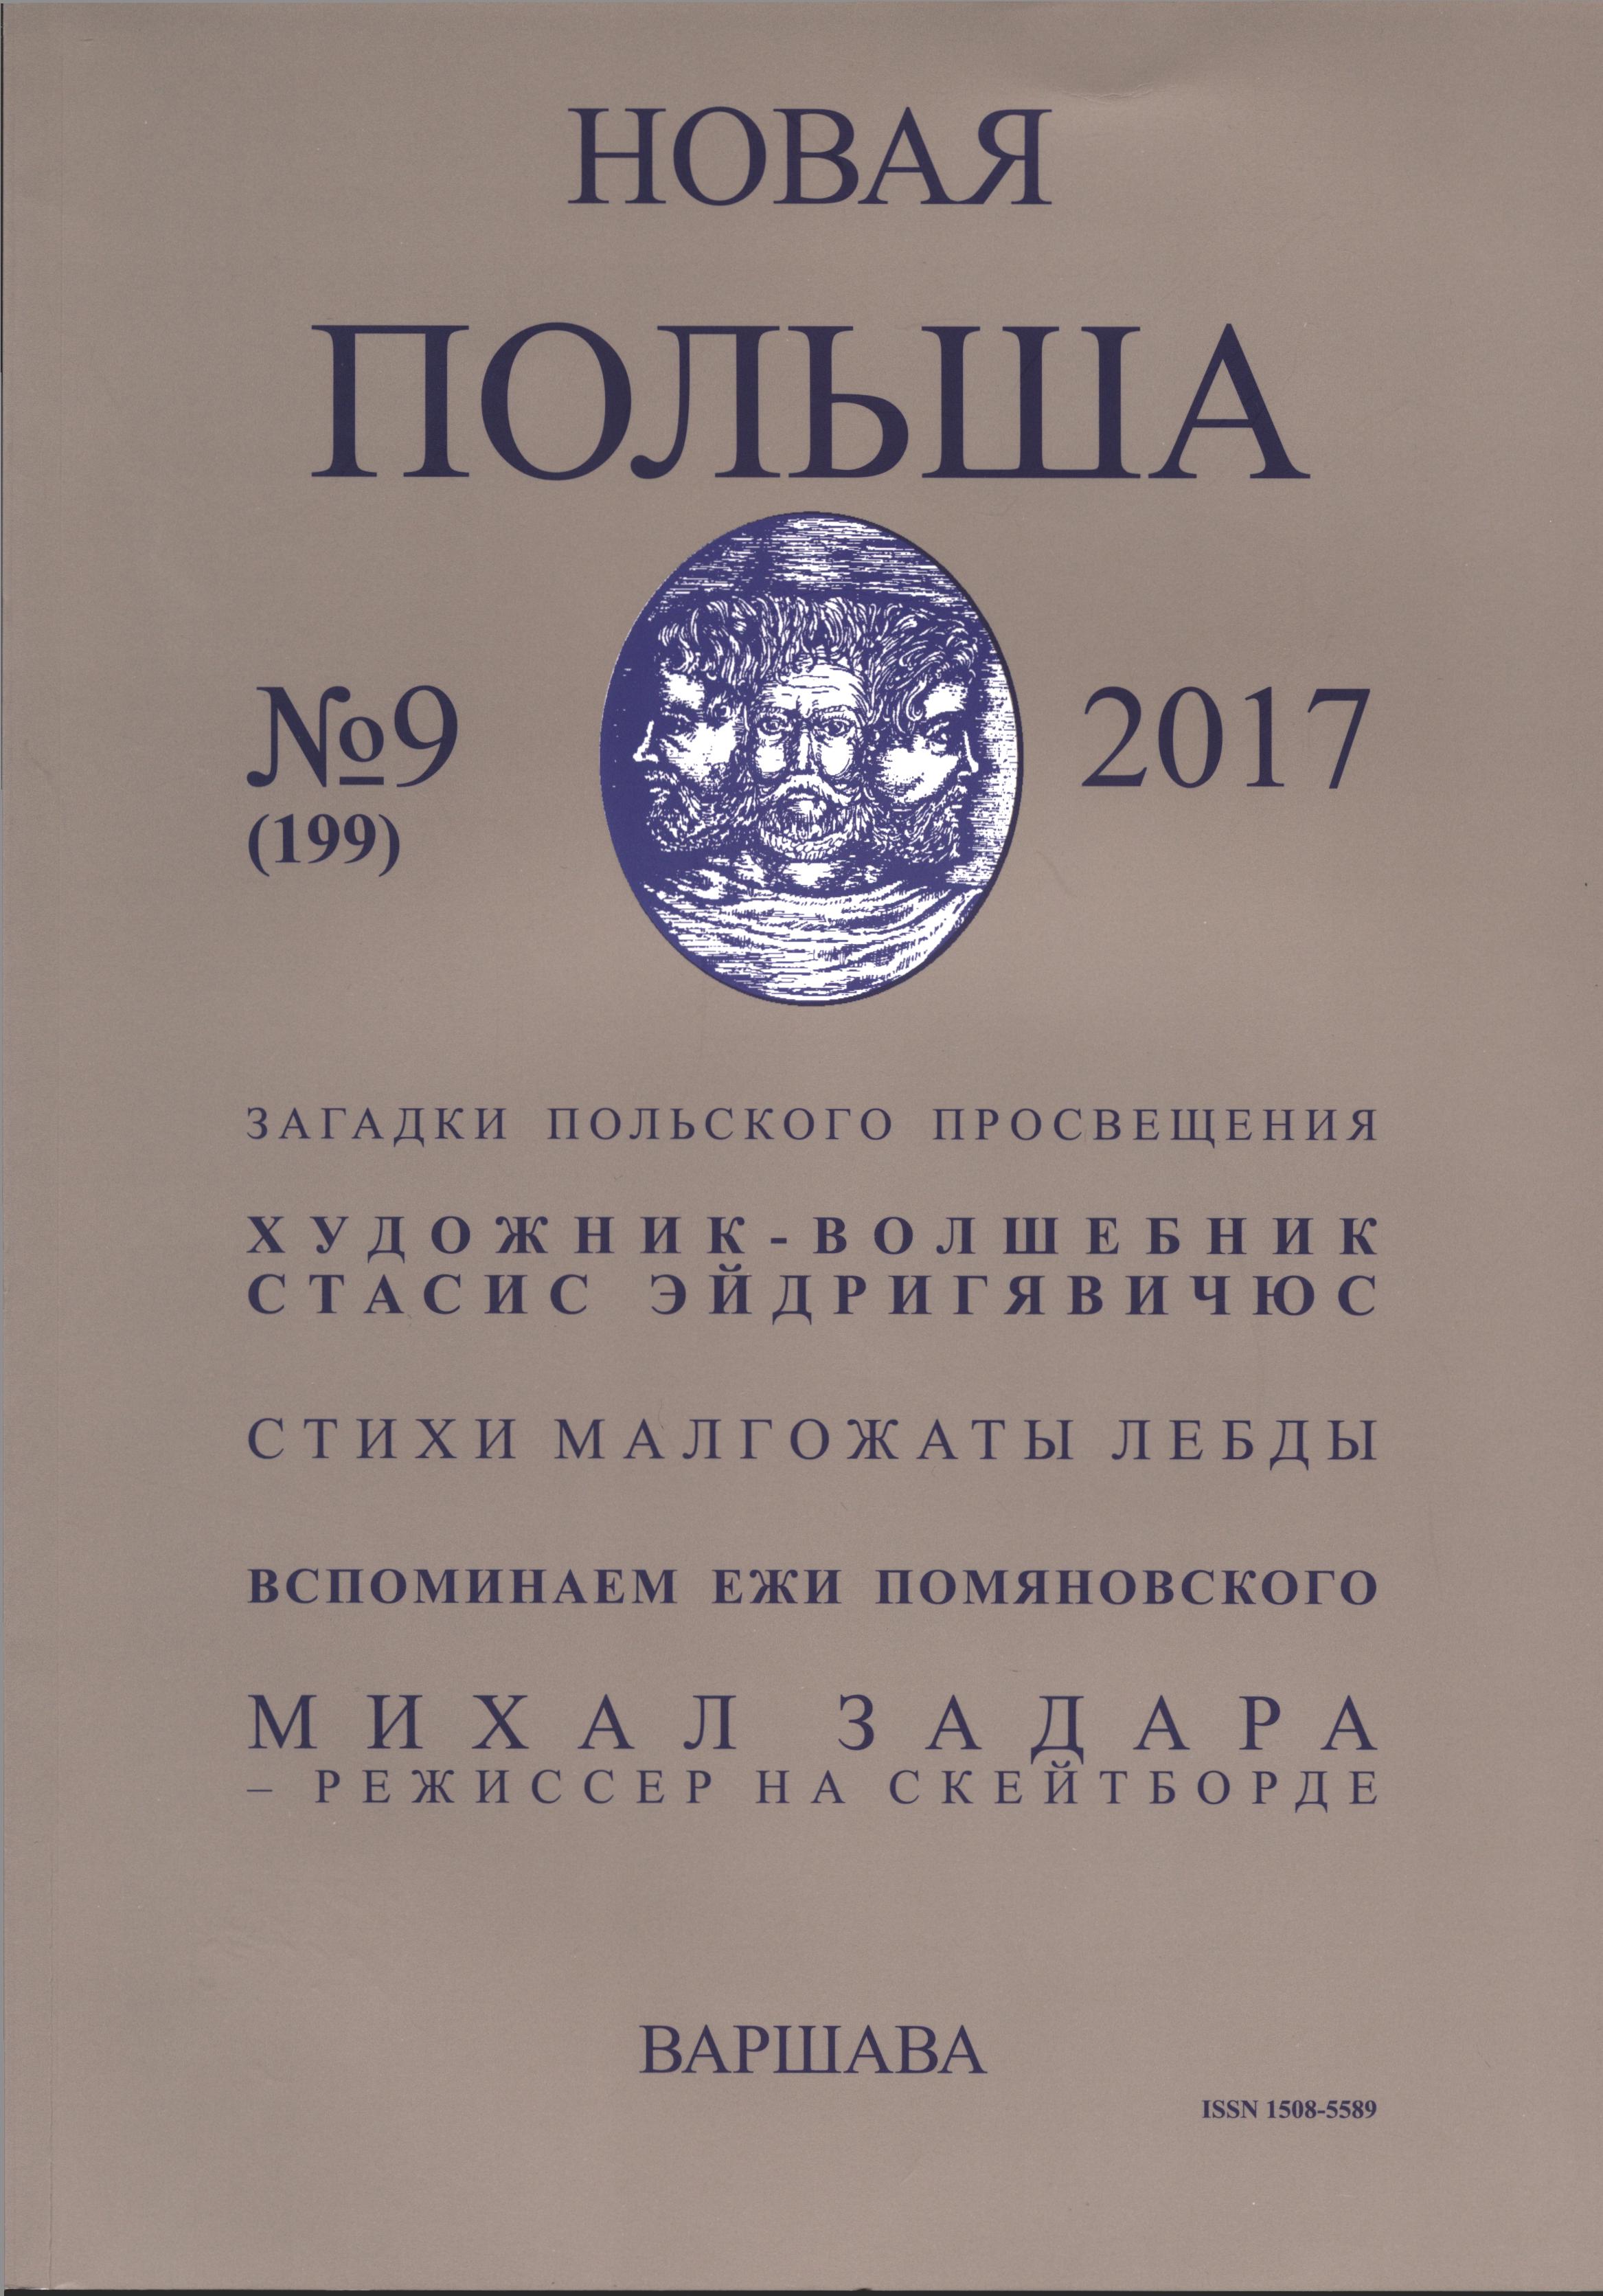 НОВАЯ
ПОЛЬША
№9
2017
(199)
ЗАГАДКИ ПОЛЬСКОГО ПРОСВЕЩЕНИЯ
ХУДОЖНИК-ВОЛШЕБНИК
СТАСИС ЭЙДРИГЯВИЧЮС
СТИХИ МАЛГОЖАТЫ ЛЕБДЫ
ВСПОМИНАЕМ ЕЖИ ПОМЯНОВСКОГО
МИХАЛ ЗАДАРА
– РЕЖИССЕР НА СКЕЙТБОРДЕ
ВАРШАВА
ISSN 1508-5589